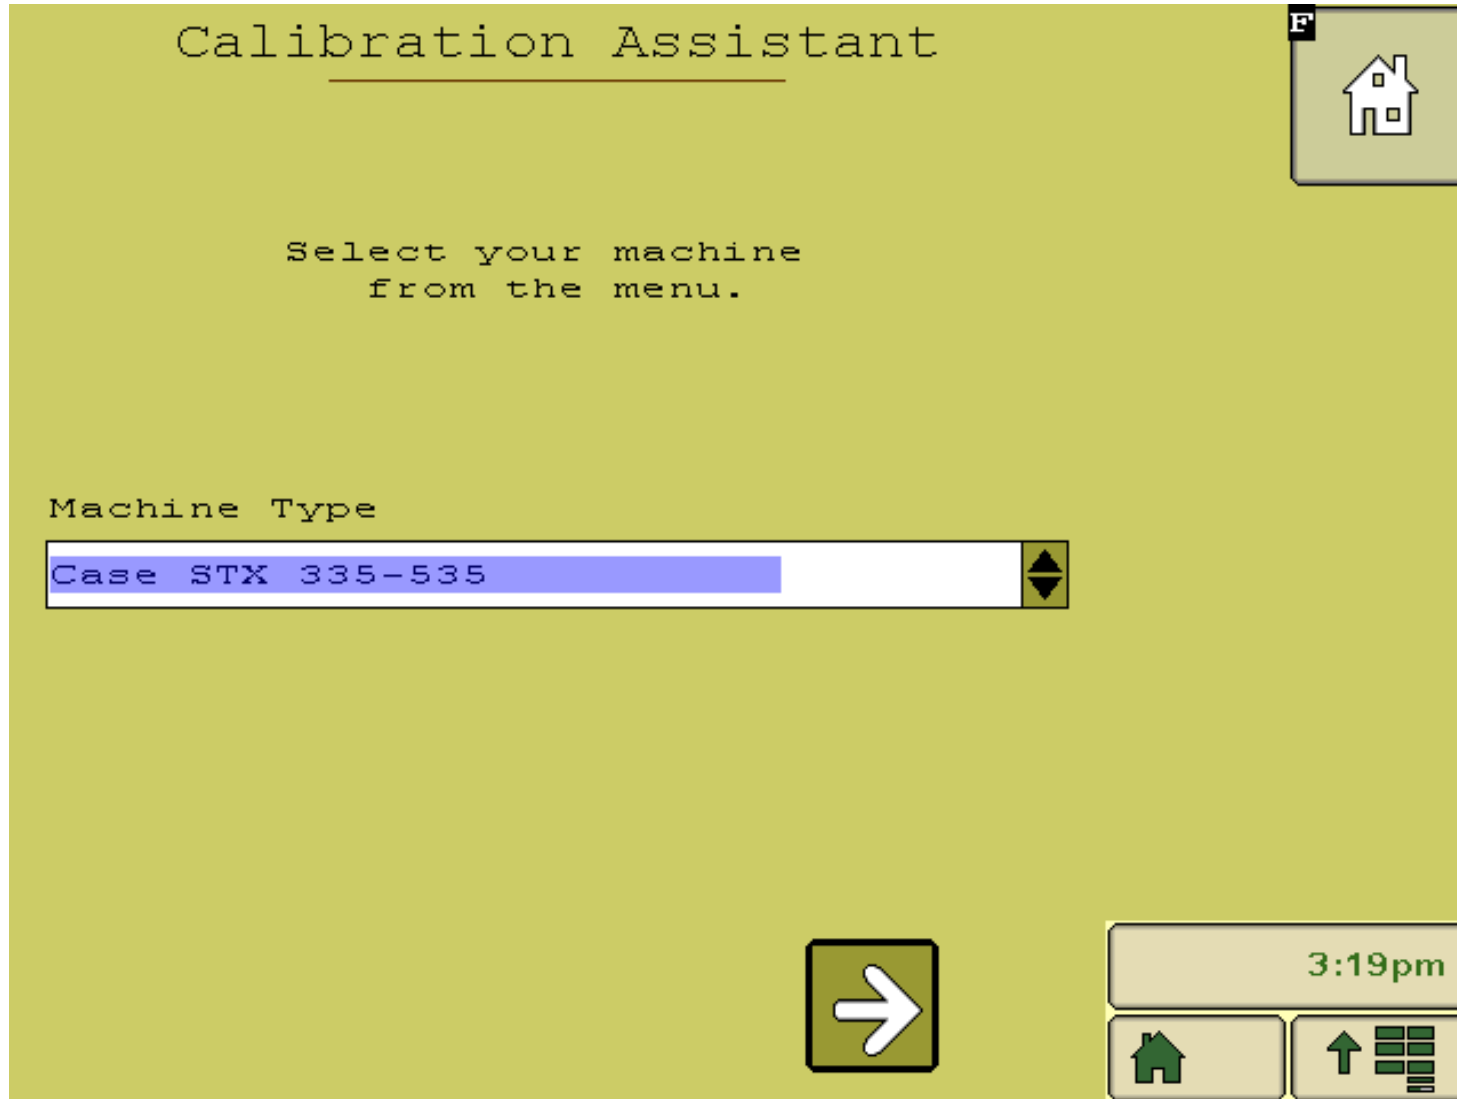 Calibration Assistant
F
Select your machine
from the menu.
Machine Type
Case STX 335-535
3:19pm